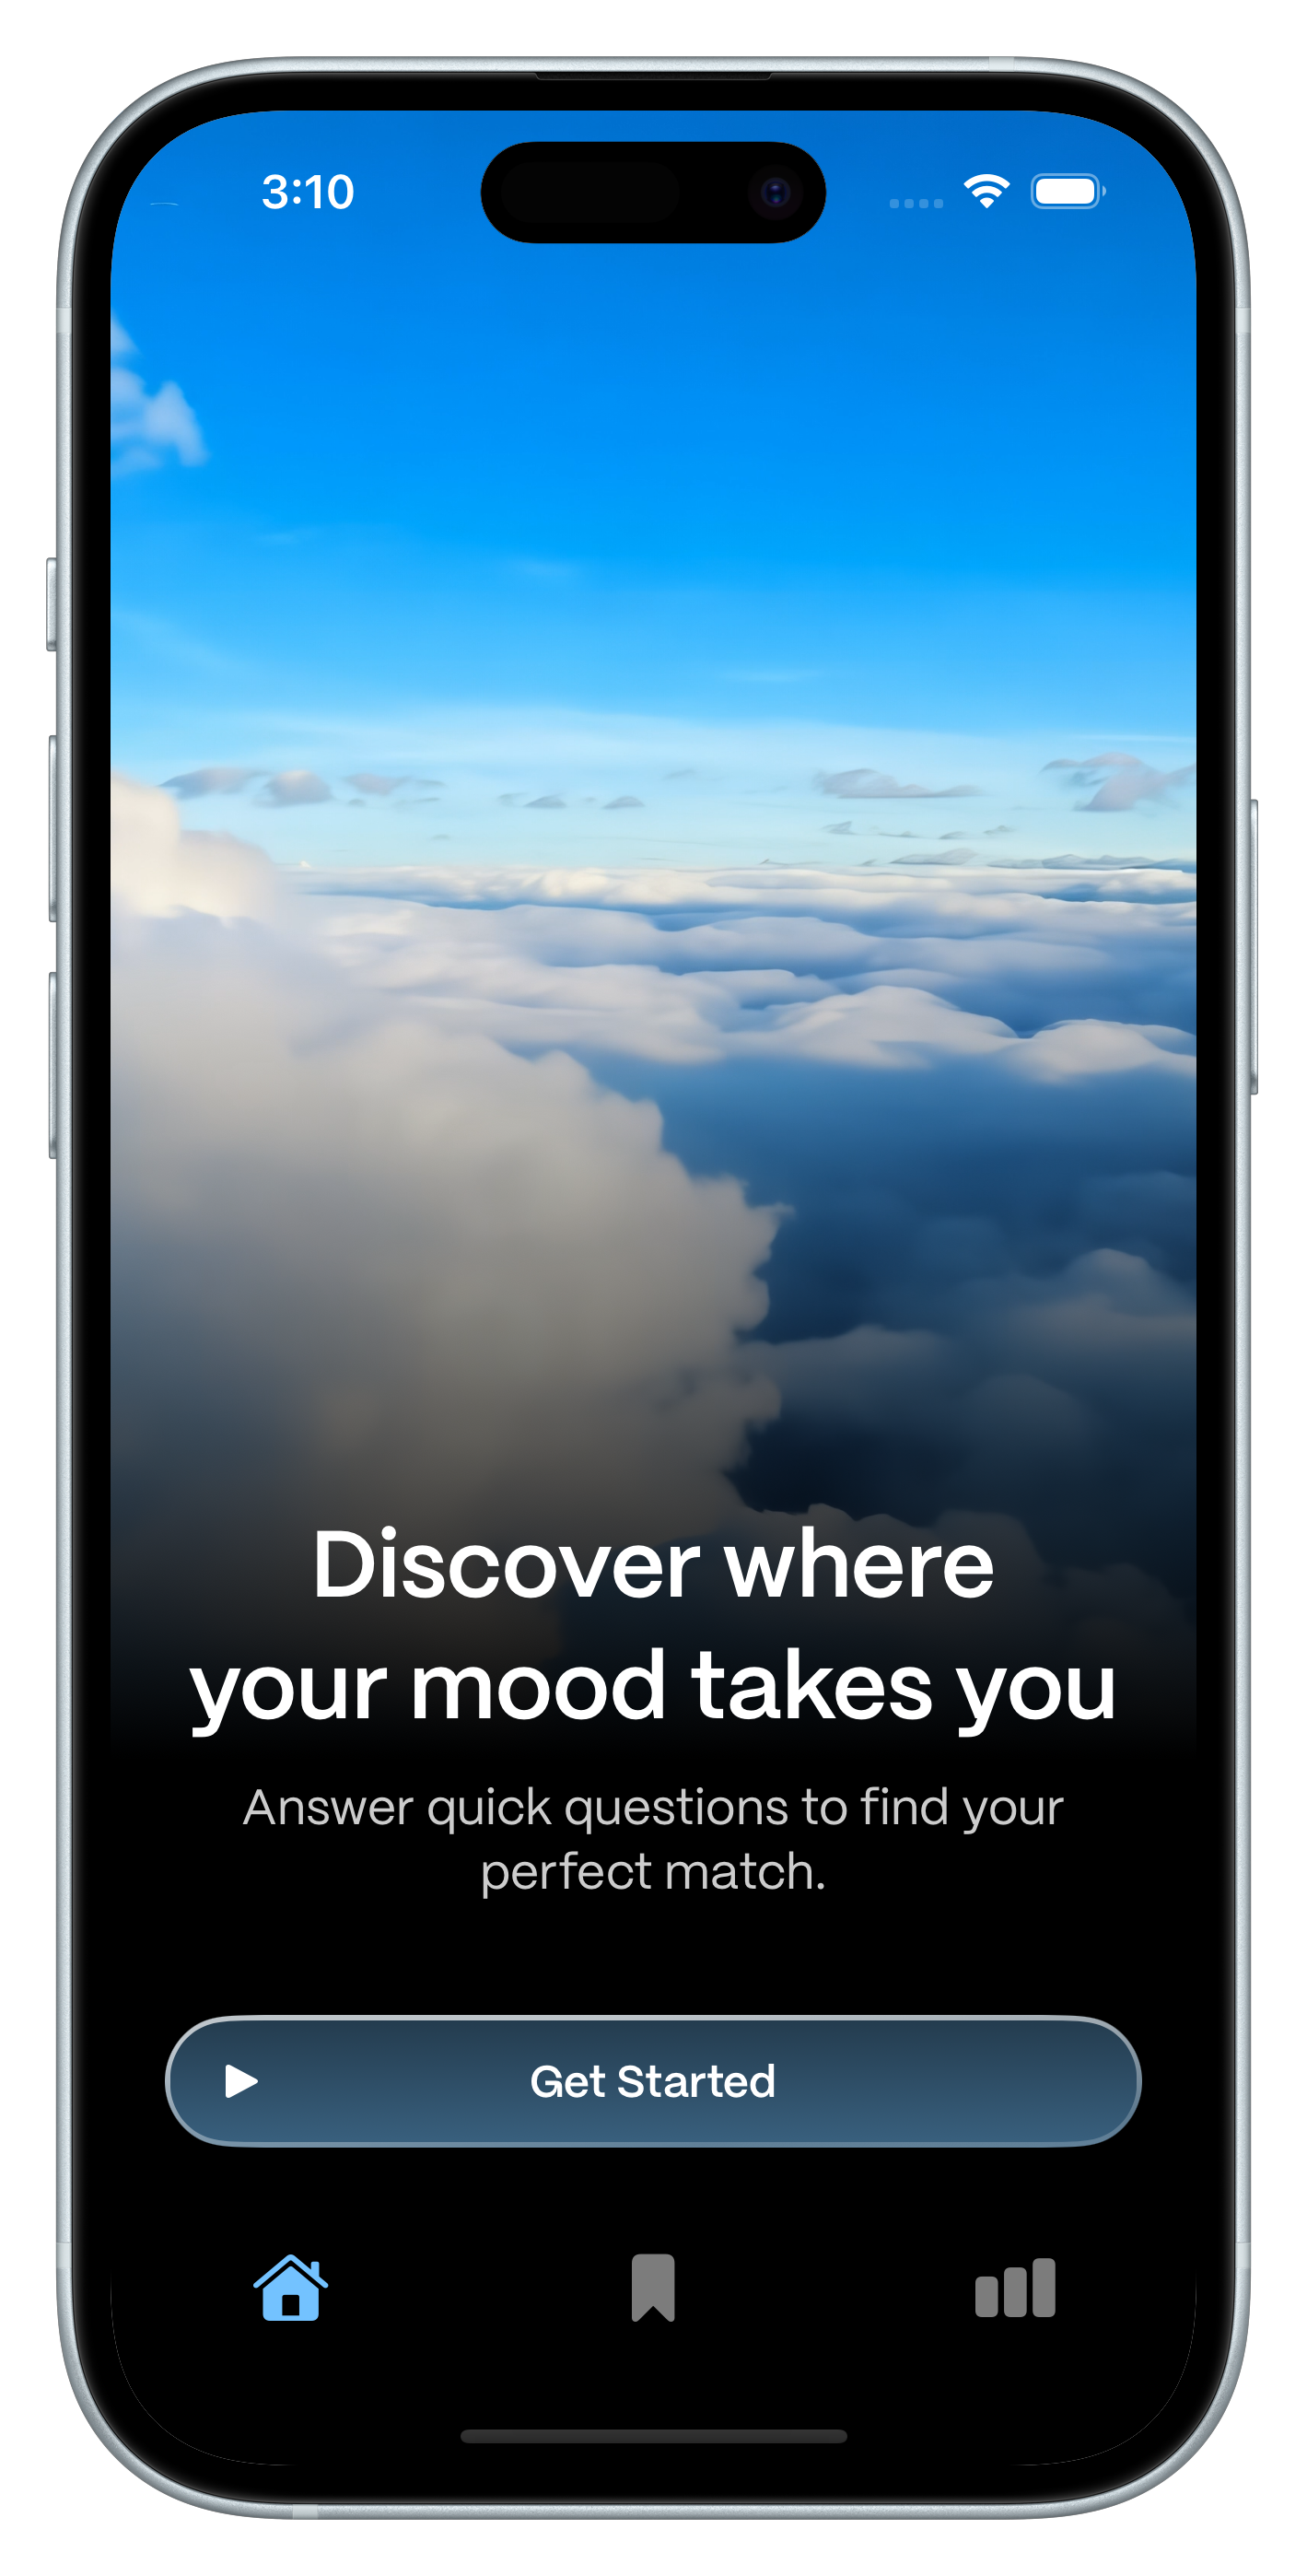 3:10
Discover where
your mood takes you
Answer quick questions to find your
perfect match.
Get Started